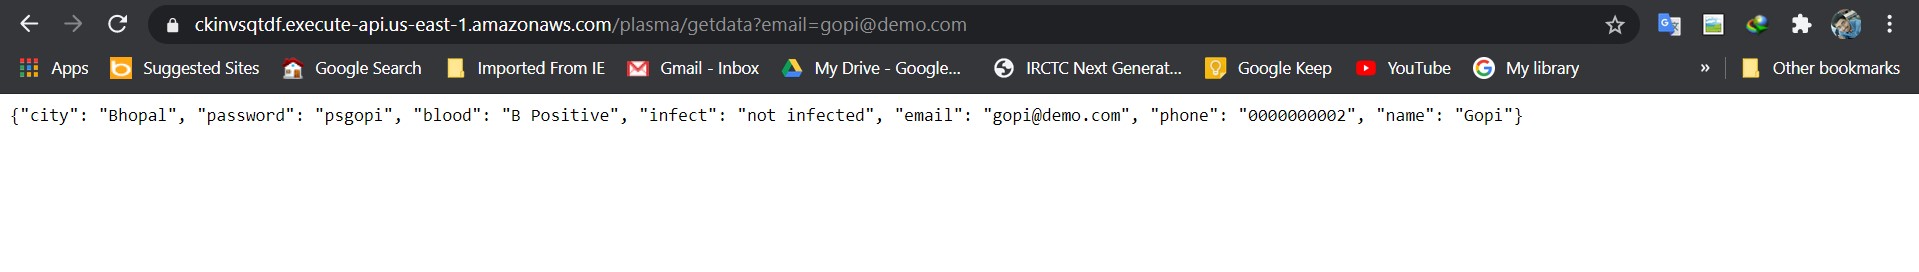 ckinvsqtdf.execute-api.us-east-1.amazonaws.com/plasma/getdata?email=gopi@demo.com
Apps Suggested Sites Google Search Imported From IE Gmail - Inbox My Drive - Google... IRCTC Next Generat... Google Keep YouTube My library » Other bookmarks
{"city": "Bhopal", "password": "psgopi", "blood": "B Positive", "infect": "not infected", "email": "gopi@demo.com", "phone": "0000000002", "name": "Gopi"}